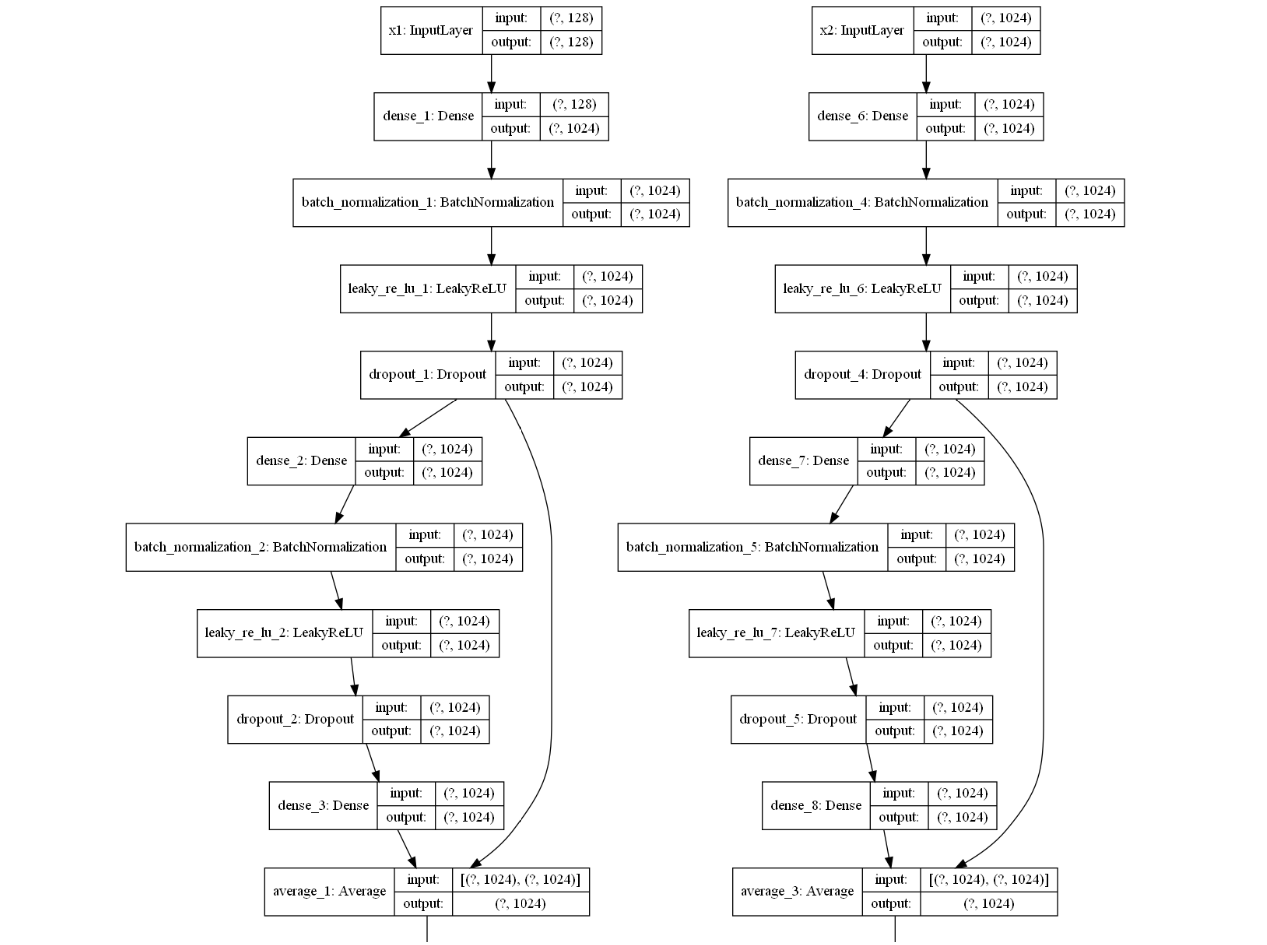 x1: InputLayer
input: (?, 128)
output: (?, 128)
dense_1: Dense
input: (?, 128)
output: (?, 1024)
batch_normalization_1: BatchNormalization
input: (?, 1024)
output: (?, 1024)
leaky_re_lu_1: LeakyReLU
input: (?, 1024)
output: (?, 1024)
dropout_1: Dropout
input: (?, 1024)
output: (?, 1024)
dense_2: Dense
input: (?, 1024)
output: (?, 1024)
batch_normalization_2: BatchNormalization
input: (?, 1024)
output: (?, 1024)
leaky_re_lu_2: LeakyReLU
input: (?, 1024)
output: (?, 1024)
dropout_2: Dropout
input: (?, 1024)
output: (?, 1024)
dense_3: Dense
input: (?, 1024)
output: (?, 1024)
average_1: Average
input: [(?, 1024), (?, 1024)]
output: (?, 1024)
x2: InputLayer
input: (?, 1024)
output: (?, 1024)
dense_6: Dense
input: (?, 1024)
output: (?, 1024)
batch_normalization_4: BatchNormalization
input: (?, 1024)
output: (?, 1024)
leaky_re_lu_6: LeakyReLU
input: (?, 1024)
output: (?, 1024)
dropout_4: Dropout
input: (?, 1024)
output: (?, 1024)
dense_7: Dense
input: (?, 1024)
output: (?, 1024)
batch_normalization_5: BatchNormalization
input: (?, 1024)
output: (?, 1024)
leaky_re_lu_7: LeakyReLU
input: (?, 1024)
output: (?, 1024)
dropout_5: Dropout
input: (?, 1024)
output: (?, 1024)
dense_8: Dense
input: (?, 1024)
output: (?, 1024)
average_3: Average
input: [(?, 1024), (?, 1024)]
output: (?, 1024)